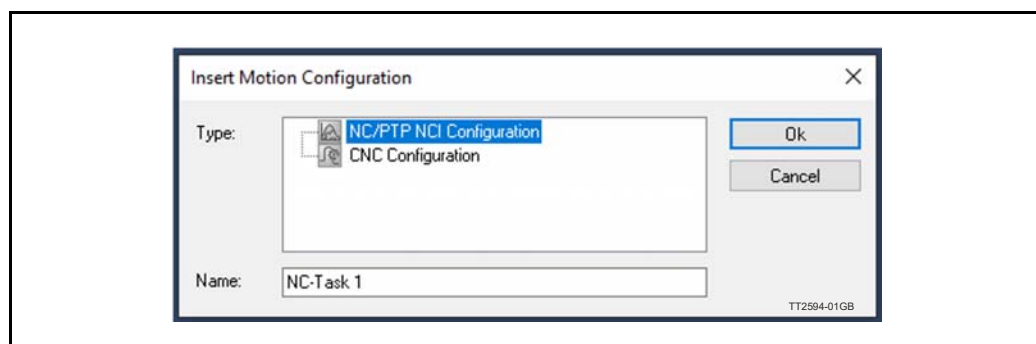 Insert Motion Configuration
Type:
NC/PTP NCI Configuration
CNC Configuration
Ok
Cancel
Name:
NC-Task 1
TT2594-01GB